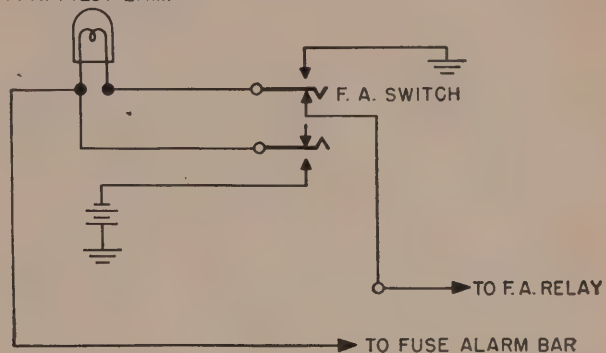 F. A. SWITCH
TO F. A. RELAY
TO FUSE ALARM BAR